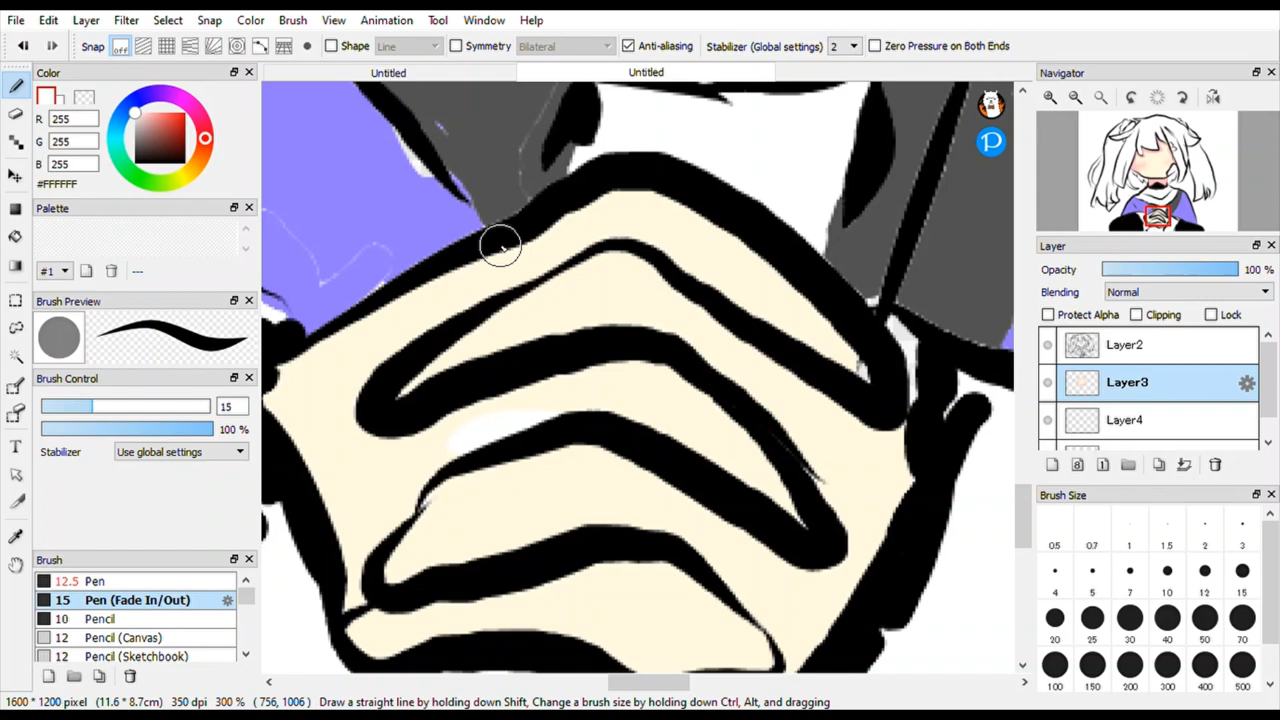 File Edit Layer Filter Select Snap Color Brush View Animation Tool Window Help
Snap off Shape Line Symmetry Bilateral Anti-aliasing Stabilizer (Global settings) 2 Zero Pressure on Both Ends
Color
R 255
G 255
B 255
#FFFFFF
Palette
#1 ---
Brush Preview
Brush Control
15
100 %
Stabilizer Use global settings
Brush
12.5 Pen
15 Pen (Fade In/Out)
10 Pencil
12 Pencil (Canvas)
12 Pencil (Sketchbook)
Untitled Untitled
P
Navigator
Layer
Opacity 100 %
Blending Normal
Protect Alpha Clipping Lock
Layer2
Layer3
Layer4
8 1
Brush Size
0.5 0.7 1 1.5 2 3
4 5 7 10 12 15
20 25 30 40 50 70
100 150 200 300 400 500
T
1600 * 1200 pixel (11.6 * 8.7cm) 350 dpi 300 % ( 756, 1006 ) Draw a straight line by holding down Shift, Change a brush size by holding down Ctrl, Alt, and dragging